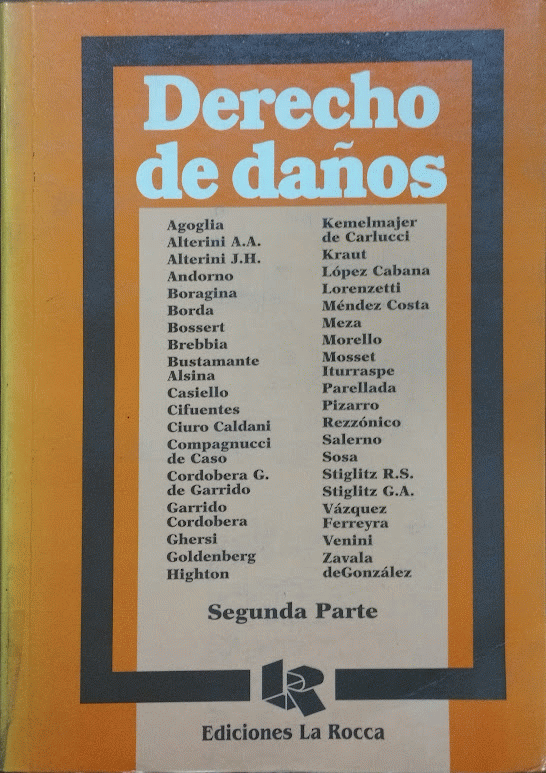 Derecho
de daños
Agoglia
Alterini A.A.
Alterini J.H.
Andorno
Boragina
Borda
Bossert
Brebbia
Bustamante
Alsina
Casiello
Cifuentes
Ciuro Caldani
Compagnucci
de Caso
Cordobera G.
de Garrido
Garrido
Cordobera
Ghersi
Goldenberg
Highton
Kemelmajer
de Carlucci
Kraut
López Cabana
Lorenzetti
Méndez Costa
Meza
Morello
Mosset
Iturraspe
Parellada
Pizarro
Rezzónico
Salerno
Sosa
Stiglitz R.S.
Stiglitz G.A.
Vázquez
Ferreyra
Venini
Zavala
deGonzález
Segunda Parte
Ediciones La Rocca